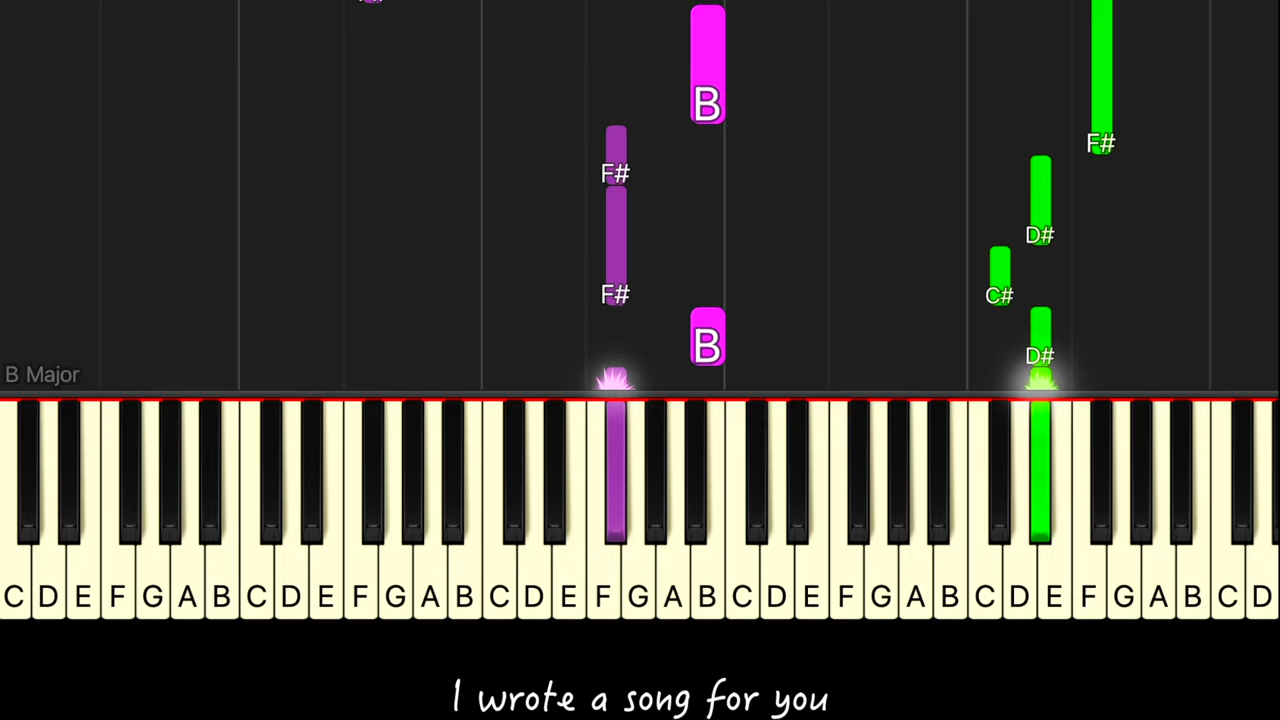 B
F#
F#
D#
F#
C#
B
D#
B Major
C D E F G A B C D E F G A B C D E F G A B C D E F G A B C D E F G A B C D
I wrote a song for you